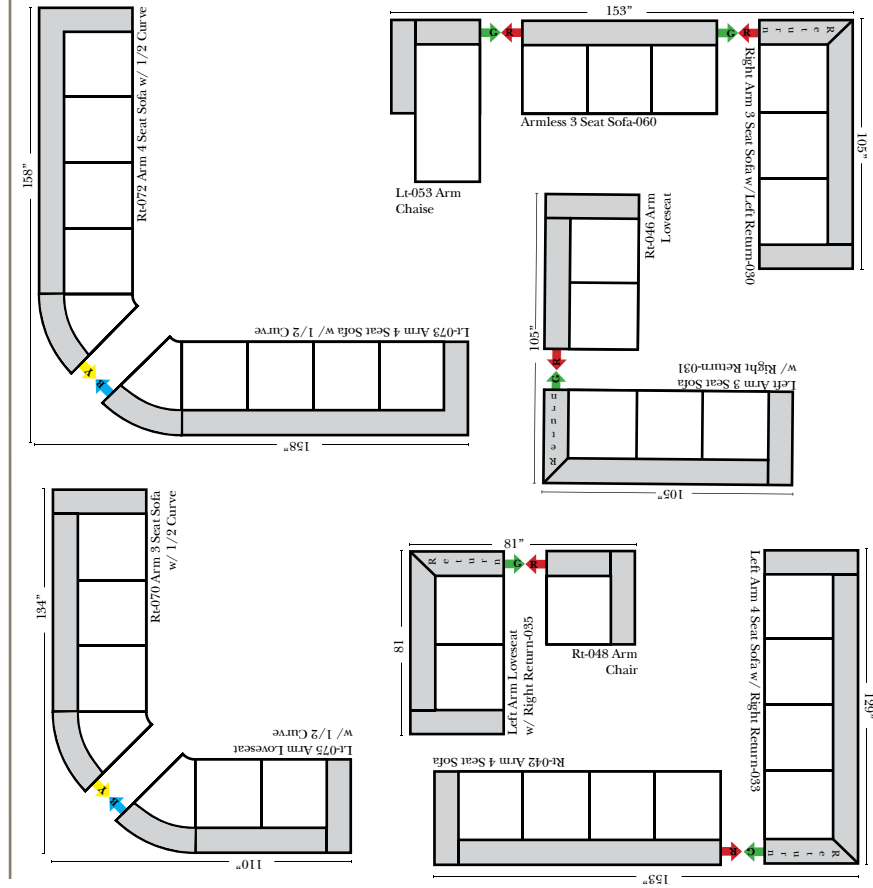 158”
Rt-072 Arm 4 Seat Sofa w/ 1/2 Curve
Y
B
Lt-073 Arm 4 Seat Sofa w/ 1/2 Curve
158”
153”
G
R
G
R
Return
Armless 3 Seat Sofa-060
Lt-053 Arm
Chaise
Right Arm 3 Seat Sofa w/Left Return-030
105”
Rt-046 Arm
Loveseat
105”
R
G
Return
Left Arm 3 Seat Sofa
w/ Right Return-031
105”
134”
Rt-070 Arm 3 Seat Sofa
w/ 1/2 Curve
Y
B
Lt-075 Arm Loveseat
w/ 1/2 Curve
110”
81”
Return
G
R
81
Left Arm Loveseat
w/ Right Return-035
Rt-048 Arm
Chair
Left Arm 4 Seat Sofa w/ Right Return-033
129”
Rt-042 Arm 4 Seat Sofa
R
G
Return
153”